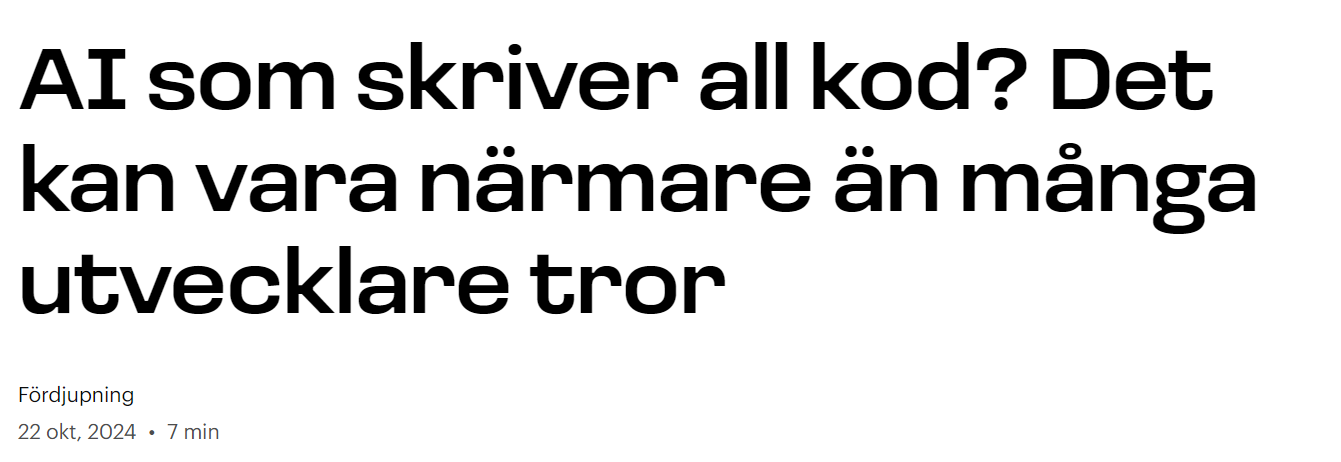 AI som skriver all kod? Det
kan vara närmare än många
utvecklare tror
Fördjupning
22 okt, 2024 • 7 min